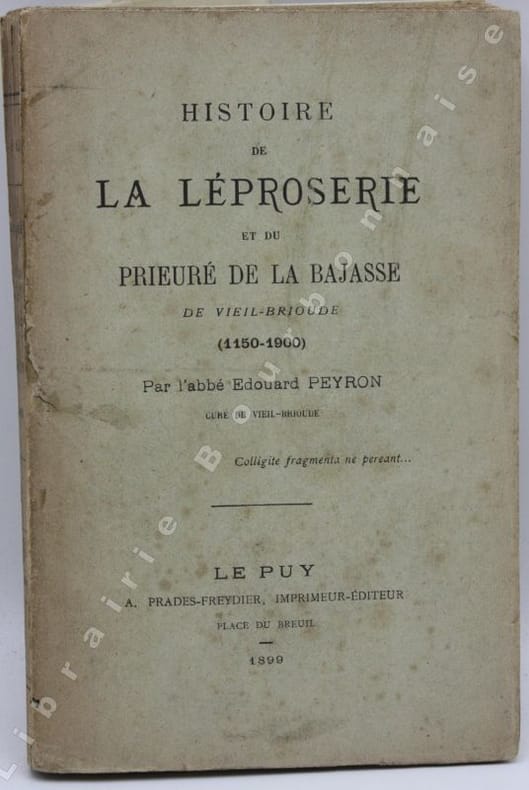 HISTOIRE
DE
LA LÉPROSERIE
ET DU
PRIEURÉ DE LA BAJASSE
DE VIEIL-BRIOUDE
(1150-1900)
Par l'abbé Edouard PEYRON
CURÉ DE VIEIL-BRIOUDE
Colligite fragmenta ne pereant...
LE PUY
A. PRADES-FREYDIER, IMPRIMEUR-ÉDITEUR
PLACE DU BREUIL
1899
Librairie Bourbonnaise